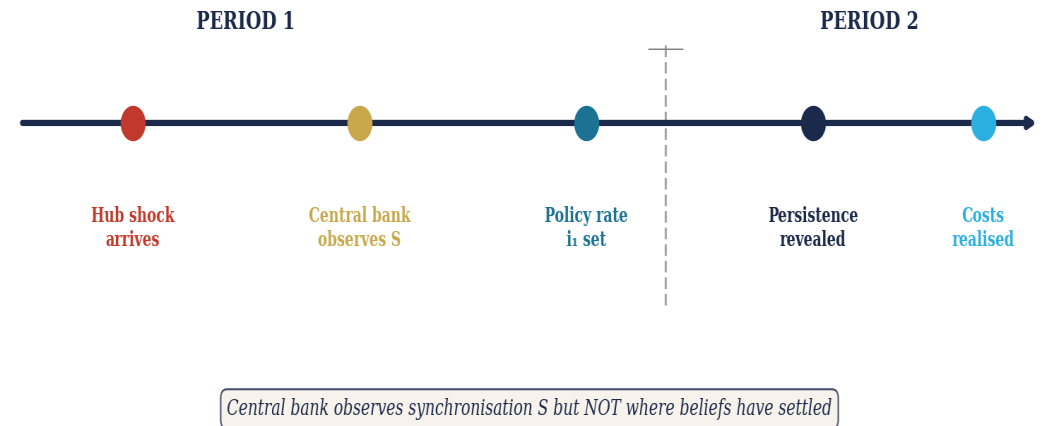 PERIOD 1
PERIOD 2
Hub shock
arrives
Central bank
observes S
Policy rate
i₁ set
Persistence
revealed
Costs
realised
Central bank observes synchronisation S but NOT where beliefs have settled